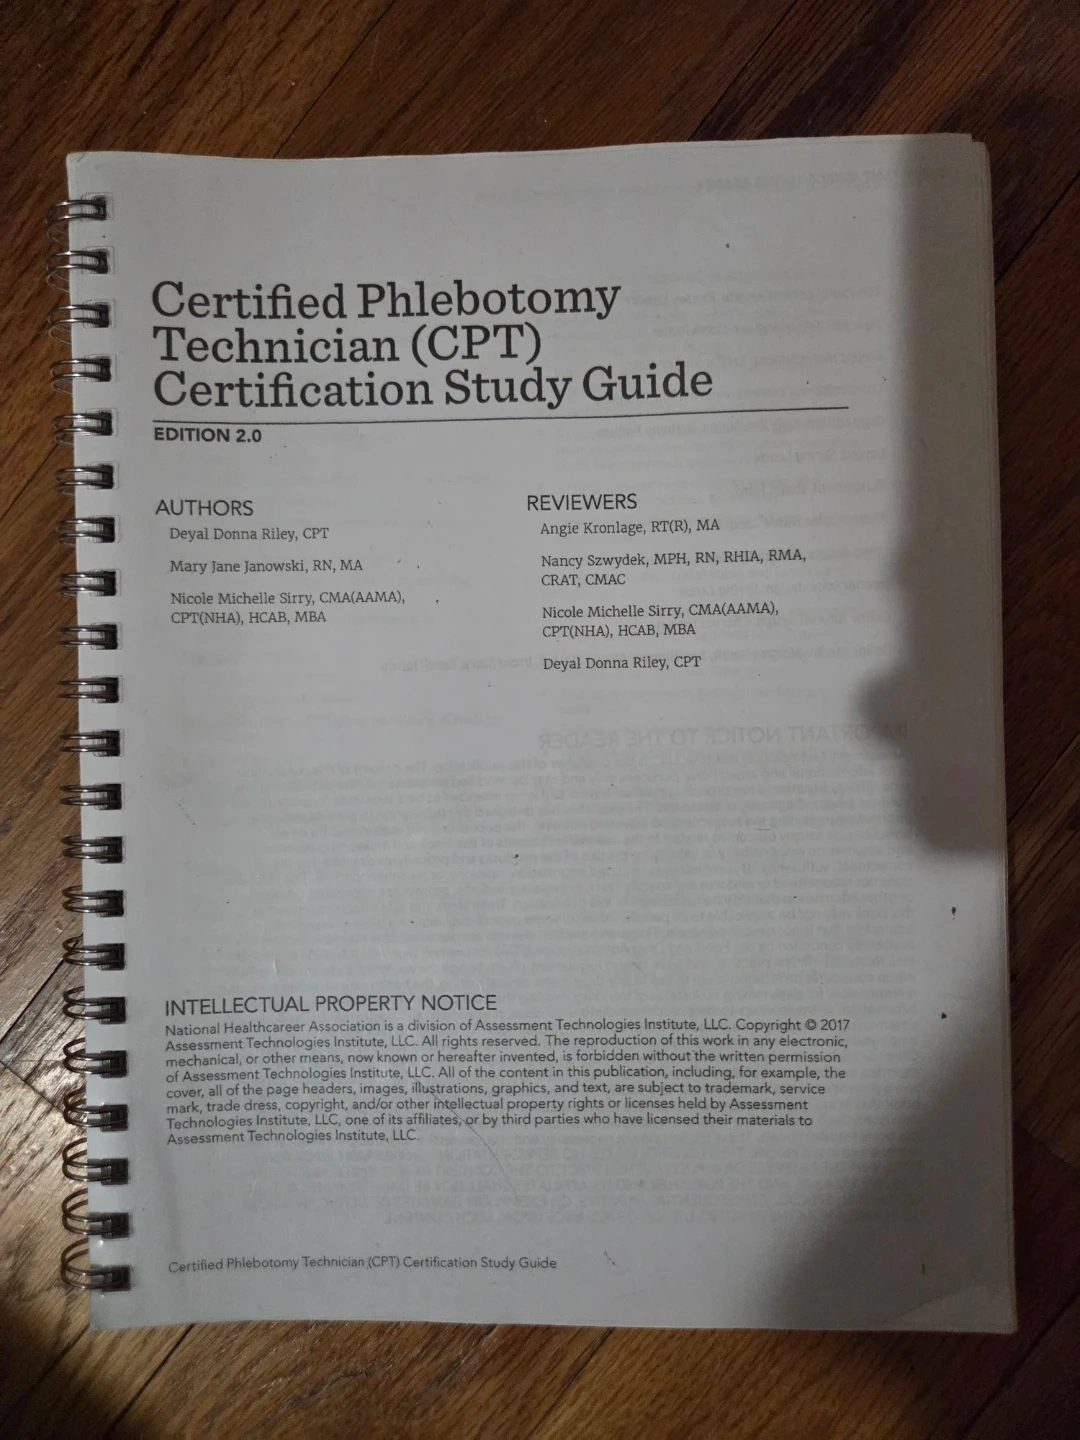 Certified Phlebotomy
Technician (CPT)
Certification Study Guide
EDITION 2.0
AUTHORS
Deyal Donna Riley, CPT
Mary Jane Janowski, RN, MA
Nicole Michelle Sirry, CMA(AAMA),
CPT(NHA), HCAB, MBA
REVIEWERS
Angie Kronlage, RT(R), MA
Nancy Szwydek, MPH, RN, RHIA, RMA,
CRAT, CMAC
Nicole Michelle Sirry, CMA(AAMA),
CPT(NHA), HCAB, MBA
Deyal Donna Riley, CPT
INTELLECTUAL PROPERTY NOTICE
National Healthcareer Association is a division of Assessment Technologies Institute, LLC. Copyright © 2017
Assessment Technologies Institute, LLC. All rights reserved. The reproduction of this work in any electronic,
mechanical, or other means, now known or hereafter invented, is forbidden without the written permission
of Assessment Technologies Institute, LLC. All of the content in this publication, including, for example, the
cover, all of the page headers, images, illustrations, graphics, and text, are subject to trademark, service
mark, trade dress, copyright, and/or other intellectual property rights or licenses held by Assessment
Technologies Institute, LLC, one of its affiliates, or by third parties who have licensed their materials to
Assessment Technologies Institute, LLC.
Certified Phlebotomy Technician (CPT) Certification Study Guide